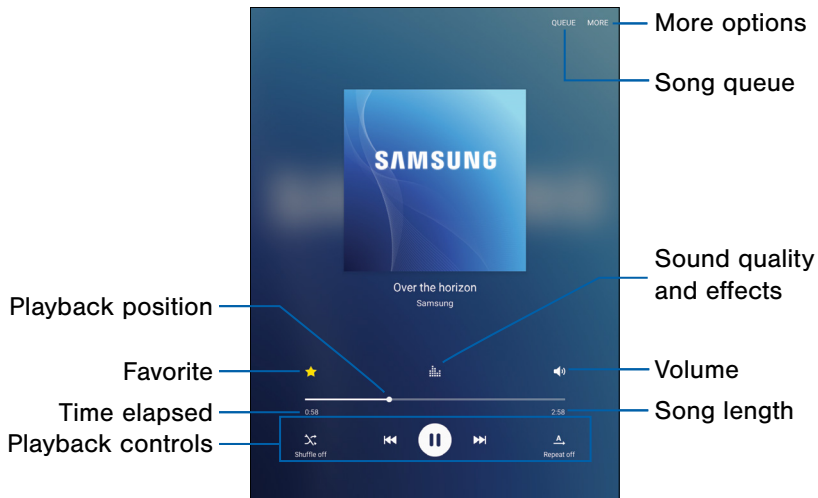 QUEUE MORE
More options
Song queue
SAMSUNG
Over the horizon
Samsung
Sound quality
and effects
Playback position
Favorite
Volume
Time elapsed
0:58
2:58
Song length
Playback controls
Shuffle off
A
Repeat off